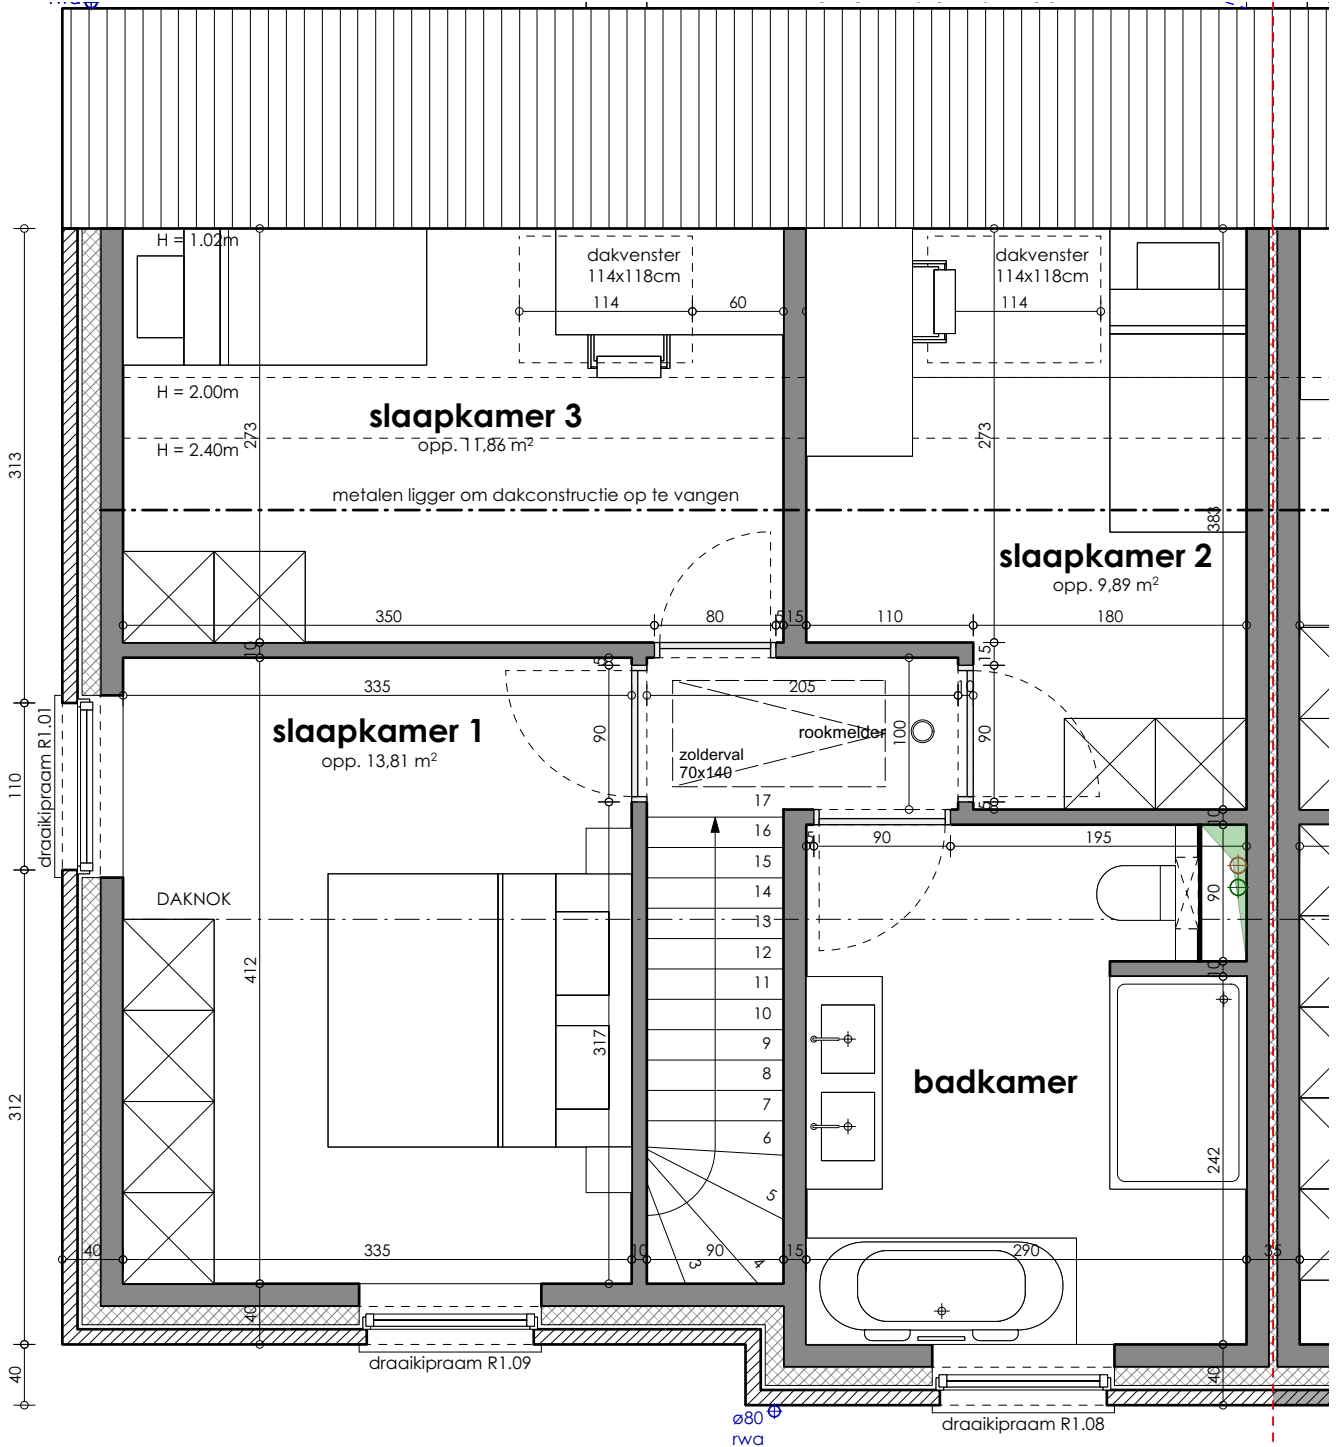 H = 1.02m
dakvenster
114x118cm
114
60
dakvenster
114x118cm
114
H = 2.00m
slaapkamer 3
opp. 11,86 m²
273
H = 2.40m
273
313
metalen ligger om dakconstructie op te vangen
383
slaapkamer 2
opp. 9,89 m²
350
80
5
15
110
180
10
15
5
335
205
10
draaikipraam R1.01
slaapkamer 1
opp. 13,81 m²
90
rookmelder
100
90
zolderval
70x140
110
17
5
10
16
5
90
195
15
14
90
DAKNOK
13
12
412
11
10
10
9
317
8
badkamer
7
312
6
242
5
40
335
10
90
15
290
35
3
4
40
draaikipraam R1.09
40
40
ø80
rwa
draaikipraam R1.08